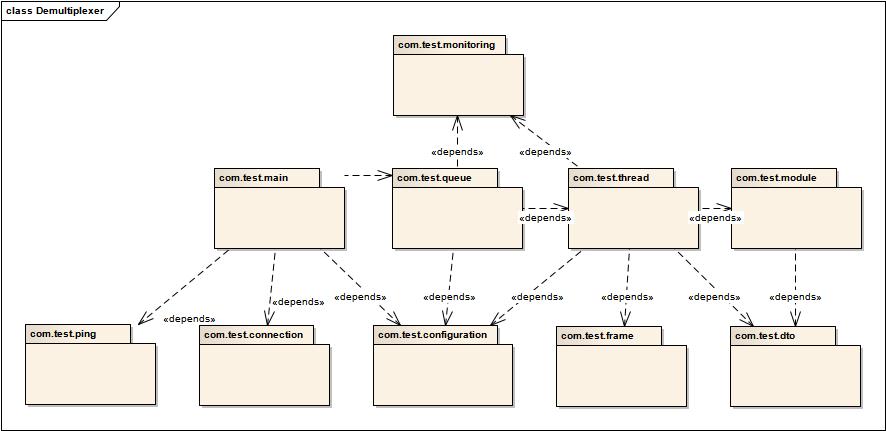 class Demultiplexer
com.test.monitoring
«depends»
«depends»
com.test.main
com.test.queue
com.test.thread
com.test.module
«depends»
«depends»
«depends»
«depends»
«depends»
«depends»
«depends»
«depends»
«depends»
«depends»
«depends»
com.test.ping
com.test.connection
com.test.configuration
com.test.frame
com.test.dto